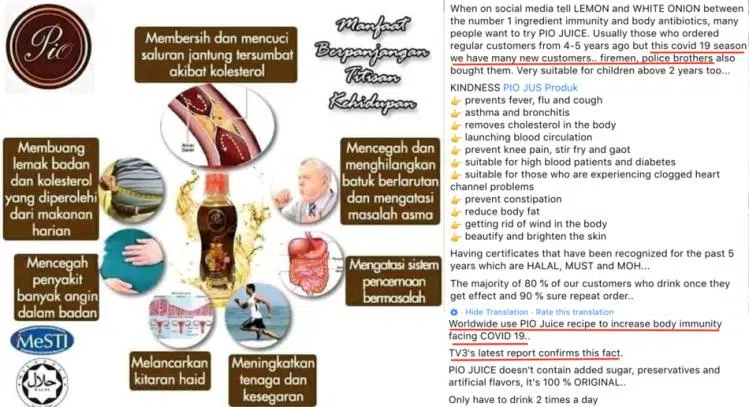 Pio
Membersih dan mencuci
saluran jantung tersumbat
akibat kolesterol
Manfaat
Berpanjangan
Titisan
Kehidupan
Membuang
lemak badan
dan kolesterol
yang diperolehi
dari makanan
harian
Mencegah dan
menghilangkan
batuk berlarutan
dan mengatasi
masalah asma
Mencegah
penyakit
banyak angin
dalam badan
Mengatasi sistem
pencernaan
bermasalah
Melancarkan
kitaran haid
Meningkatkan
tenaga dan
kesegaran
MeSTI
حلال
When on social media tell LEMON and WHITE ONION between
the number 1 ingredient immunity and body antibiotics, many
people want to try PIO JUICE. Usually those who ordered
regular customers from 4-5 years ago but this covid 19 season
we have many new customers.. firemen, police brothers also
bought them. Very suitable for children above 2 years too...
KINDNESS PIO JUS Produk
👉 prevents fever, flu and cough
👉 asthma and bronchitis
👉 removes cholesterol in the body
👉 launching blood circulation
👉 prevent knee pain, stir fry and gaot
👉 suitable for high blood patients and diabetes
👉 suitable for those who are experiencing clogged heart
channel problems
👉 prevent constipation
👉 reduce body fat
👉 getting rid of wind in the body
👉 beautify and brighten the skin
Having certificates that have been recognized for the past 5
years which are HALAL, MUST and MOH...
The majority of 80 % of our customers who drink once they
get effect and 90 % sure repeat order..
Hide Translation · Rate this translation
Worldwide use PIO Juice recipe to increase body immunity
facing COVID 19..
TV3's latest report confirms this fact.
PIO JUICE doesn't contain added sugar, preservatives and
artificial flavors, It's 100 % ORIGINAL..
Only have to drink 2 times a day